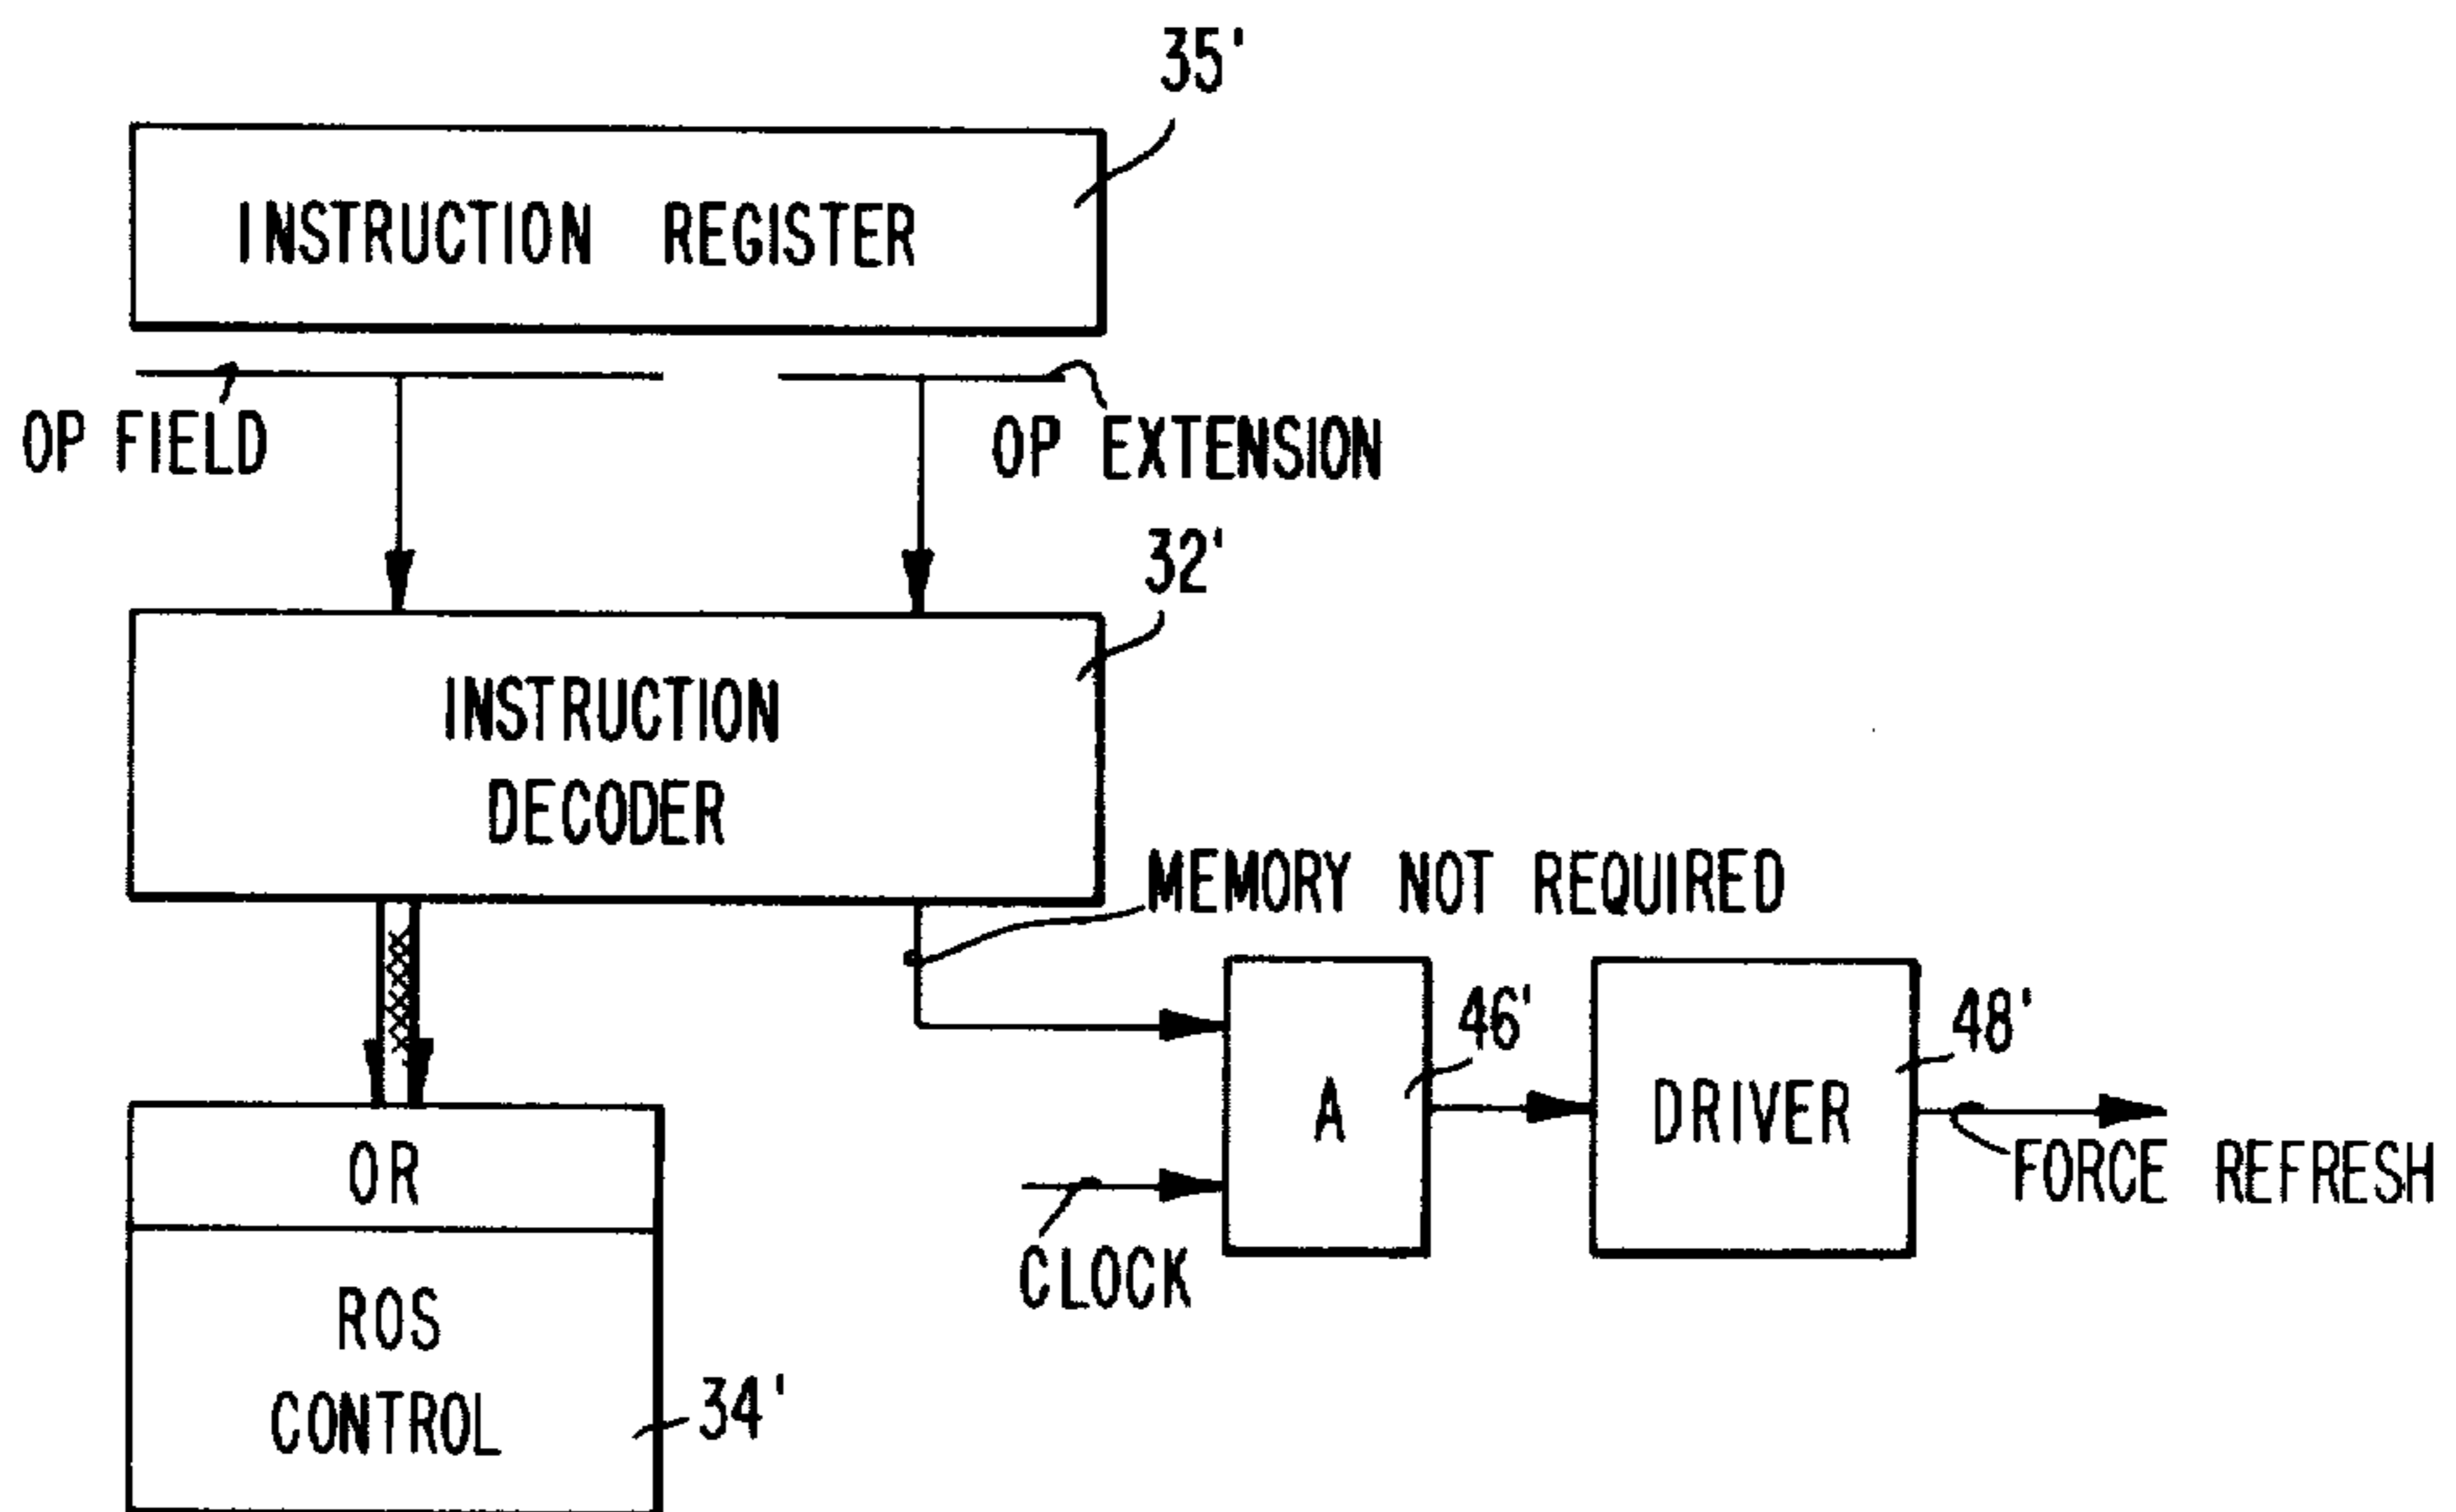 35'
INSTRUCTION REGISTER
OP FIELD
OP EXTENSION
32'
INSTRUCTION
DECODER
MEMORY NOT REQUIRED
46'
48'
A
DRIVER
OR
FORCE REFRESH
CLOCK
ROS
CONTROL
34'